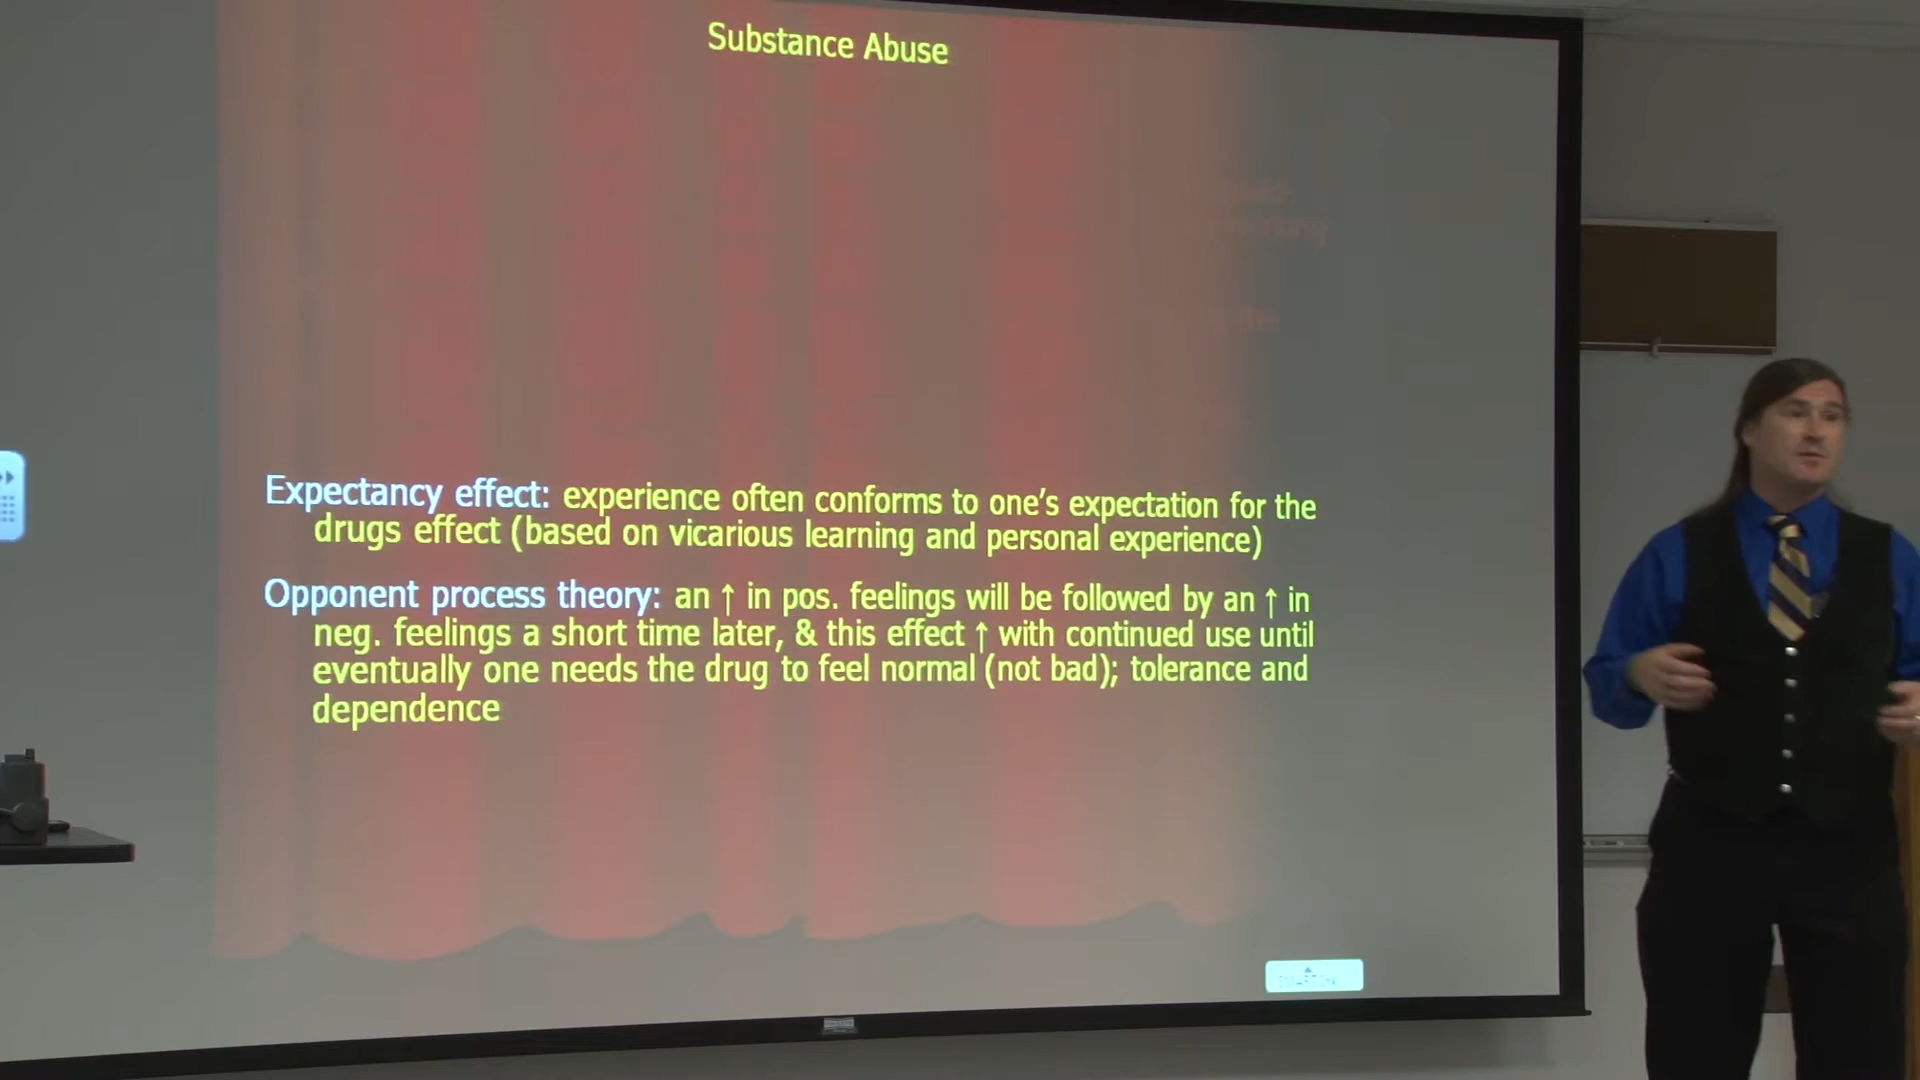 Substance Abuse
Expectancy effect: experience often conforms to one's expectation for the
drugs effect (based on vicarious learning and personal experience)
Opponent process theory: an ↑ in pos. feelings will be followed by an ↑ in
neg. feelings a short time later, & this effect ↑ with continued use until
eventually one needs the drug to feel normal (not bad); tolerance and
dependence